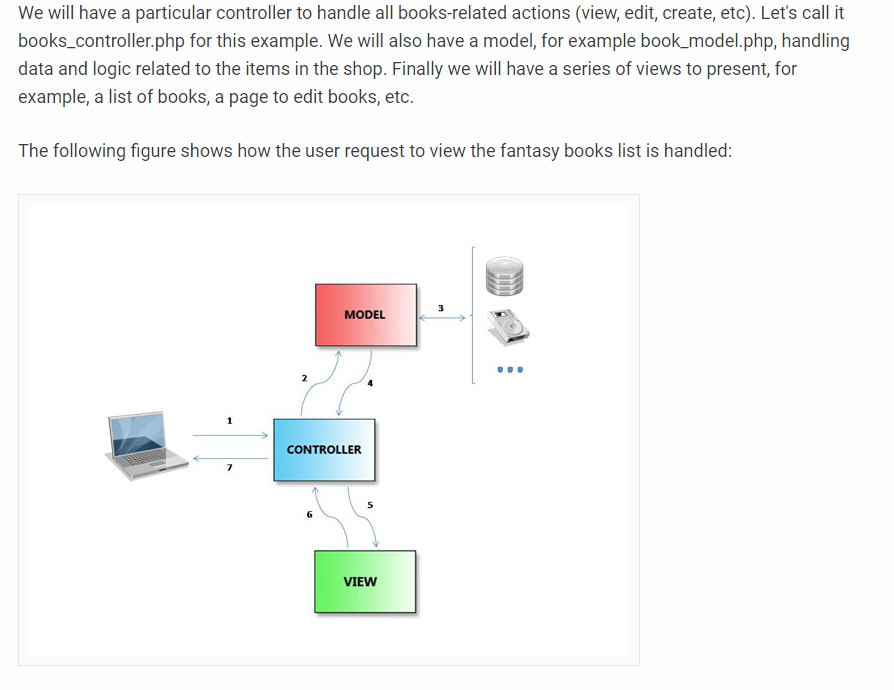 We will have a particular controller to handle all books-related actions (view, edit, create, etc). Let's call it
books_controller.php for this example. We will also have a model, for example book_model.php, handling
data and logic related to the items in the shop. Finally we will have a series of views to present, for
example, a list of books, a page to edit books, etc.
The following figure shows how the user request to view the fantasy books list is handled:
MODEL
3
2
4
1
CONTROLLER
7
5
6
VIEW